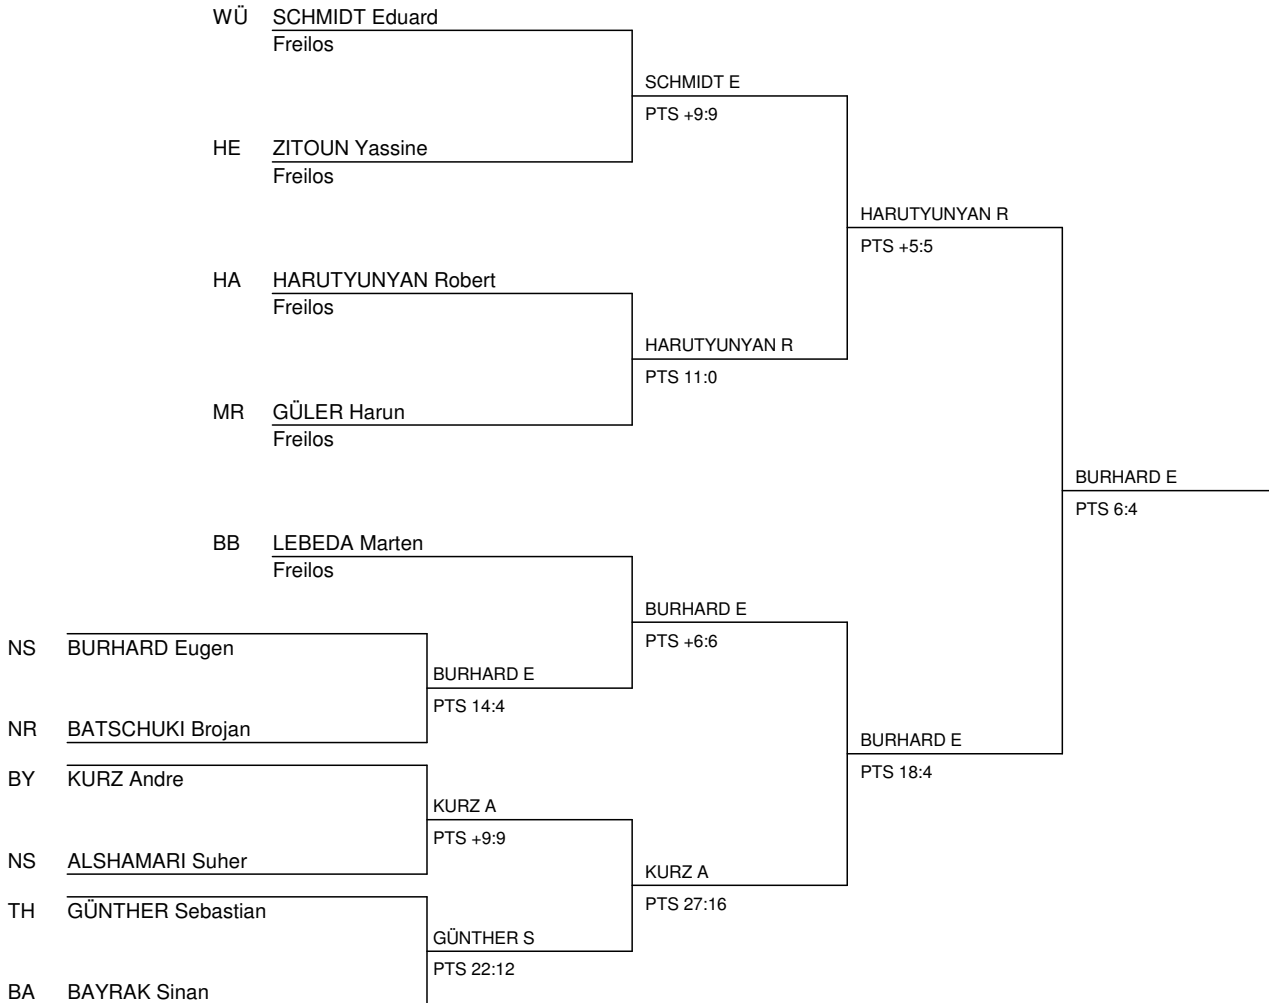 WÜ SCHMIDT Eduard
Freilos
SCHMIDT E
PTS +9:9
HE ZITOUN Yassine
Freilos
HARUTYUNYAN R
PTS +5:5
HA HARUTYUNYAN Robert
Freilos
HARUTYUNYAN R
PTS 11:0
MR GÜLER Harun
Freilos
BURHARD E
PTS 6:4
BB LEBEDA Marten
Freilos
BURHARD E
PTS +6:6
NS BURHARD Eugen
BURHARD E
PTS 14:4
NR BATSCHUKI Brojan
BURHARD E
PTS 18:4
BY KURZ Andre
KURZ A
PTS +9:9
NS ALSHAMARI Suher
KURZ A
PTS 27:16
TH GÜNTHER Sebastian
GÜNTHER S
PTS 22:12
BA BAYRAK Sinan